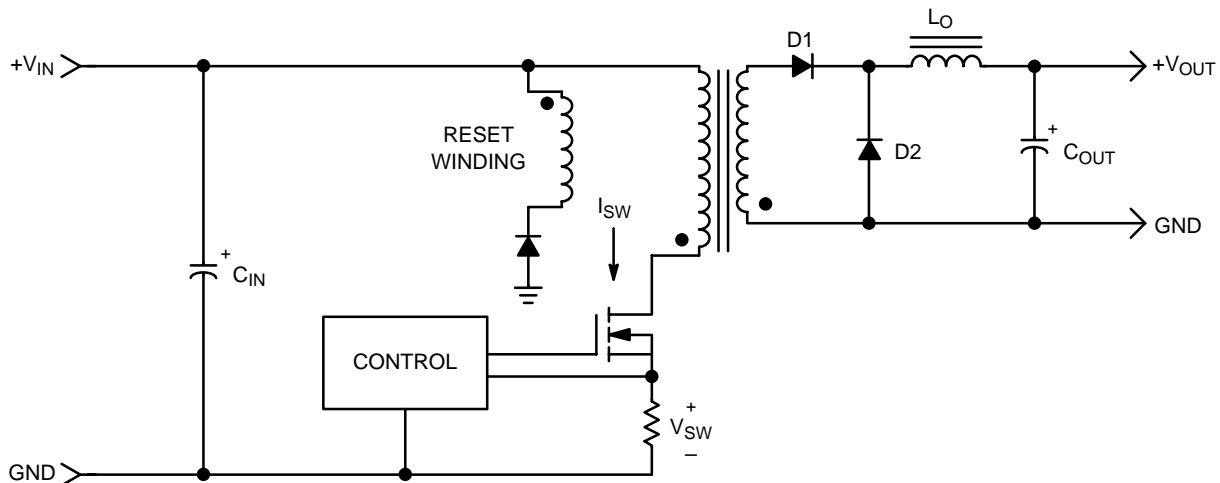 L_O
D1
+V_IN
+V_OUT
RESET
WINDING
D2
+
C_OUT
I_SW
GND
+
C_IN
CONTROL
+
V_SW
–
GND